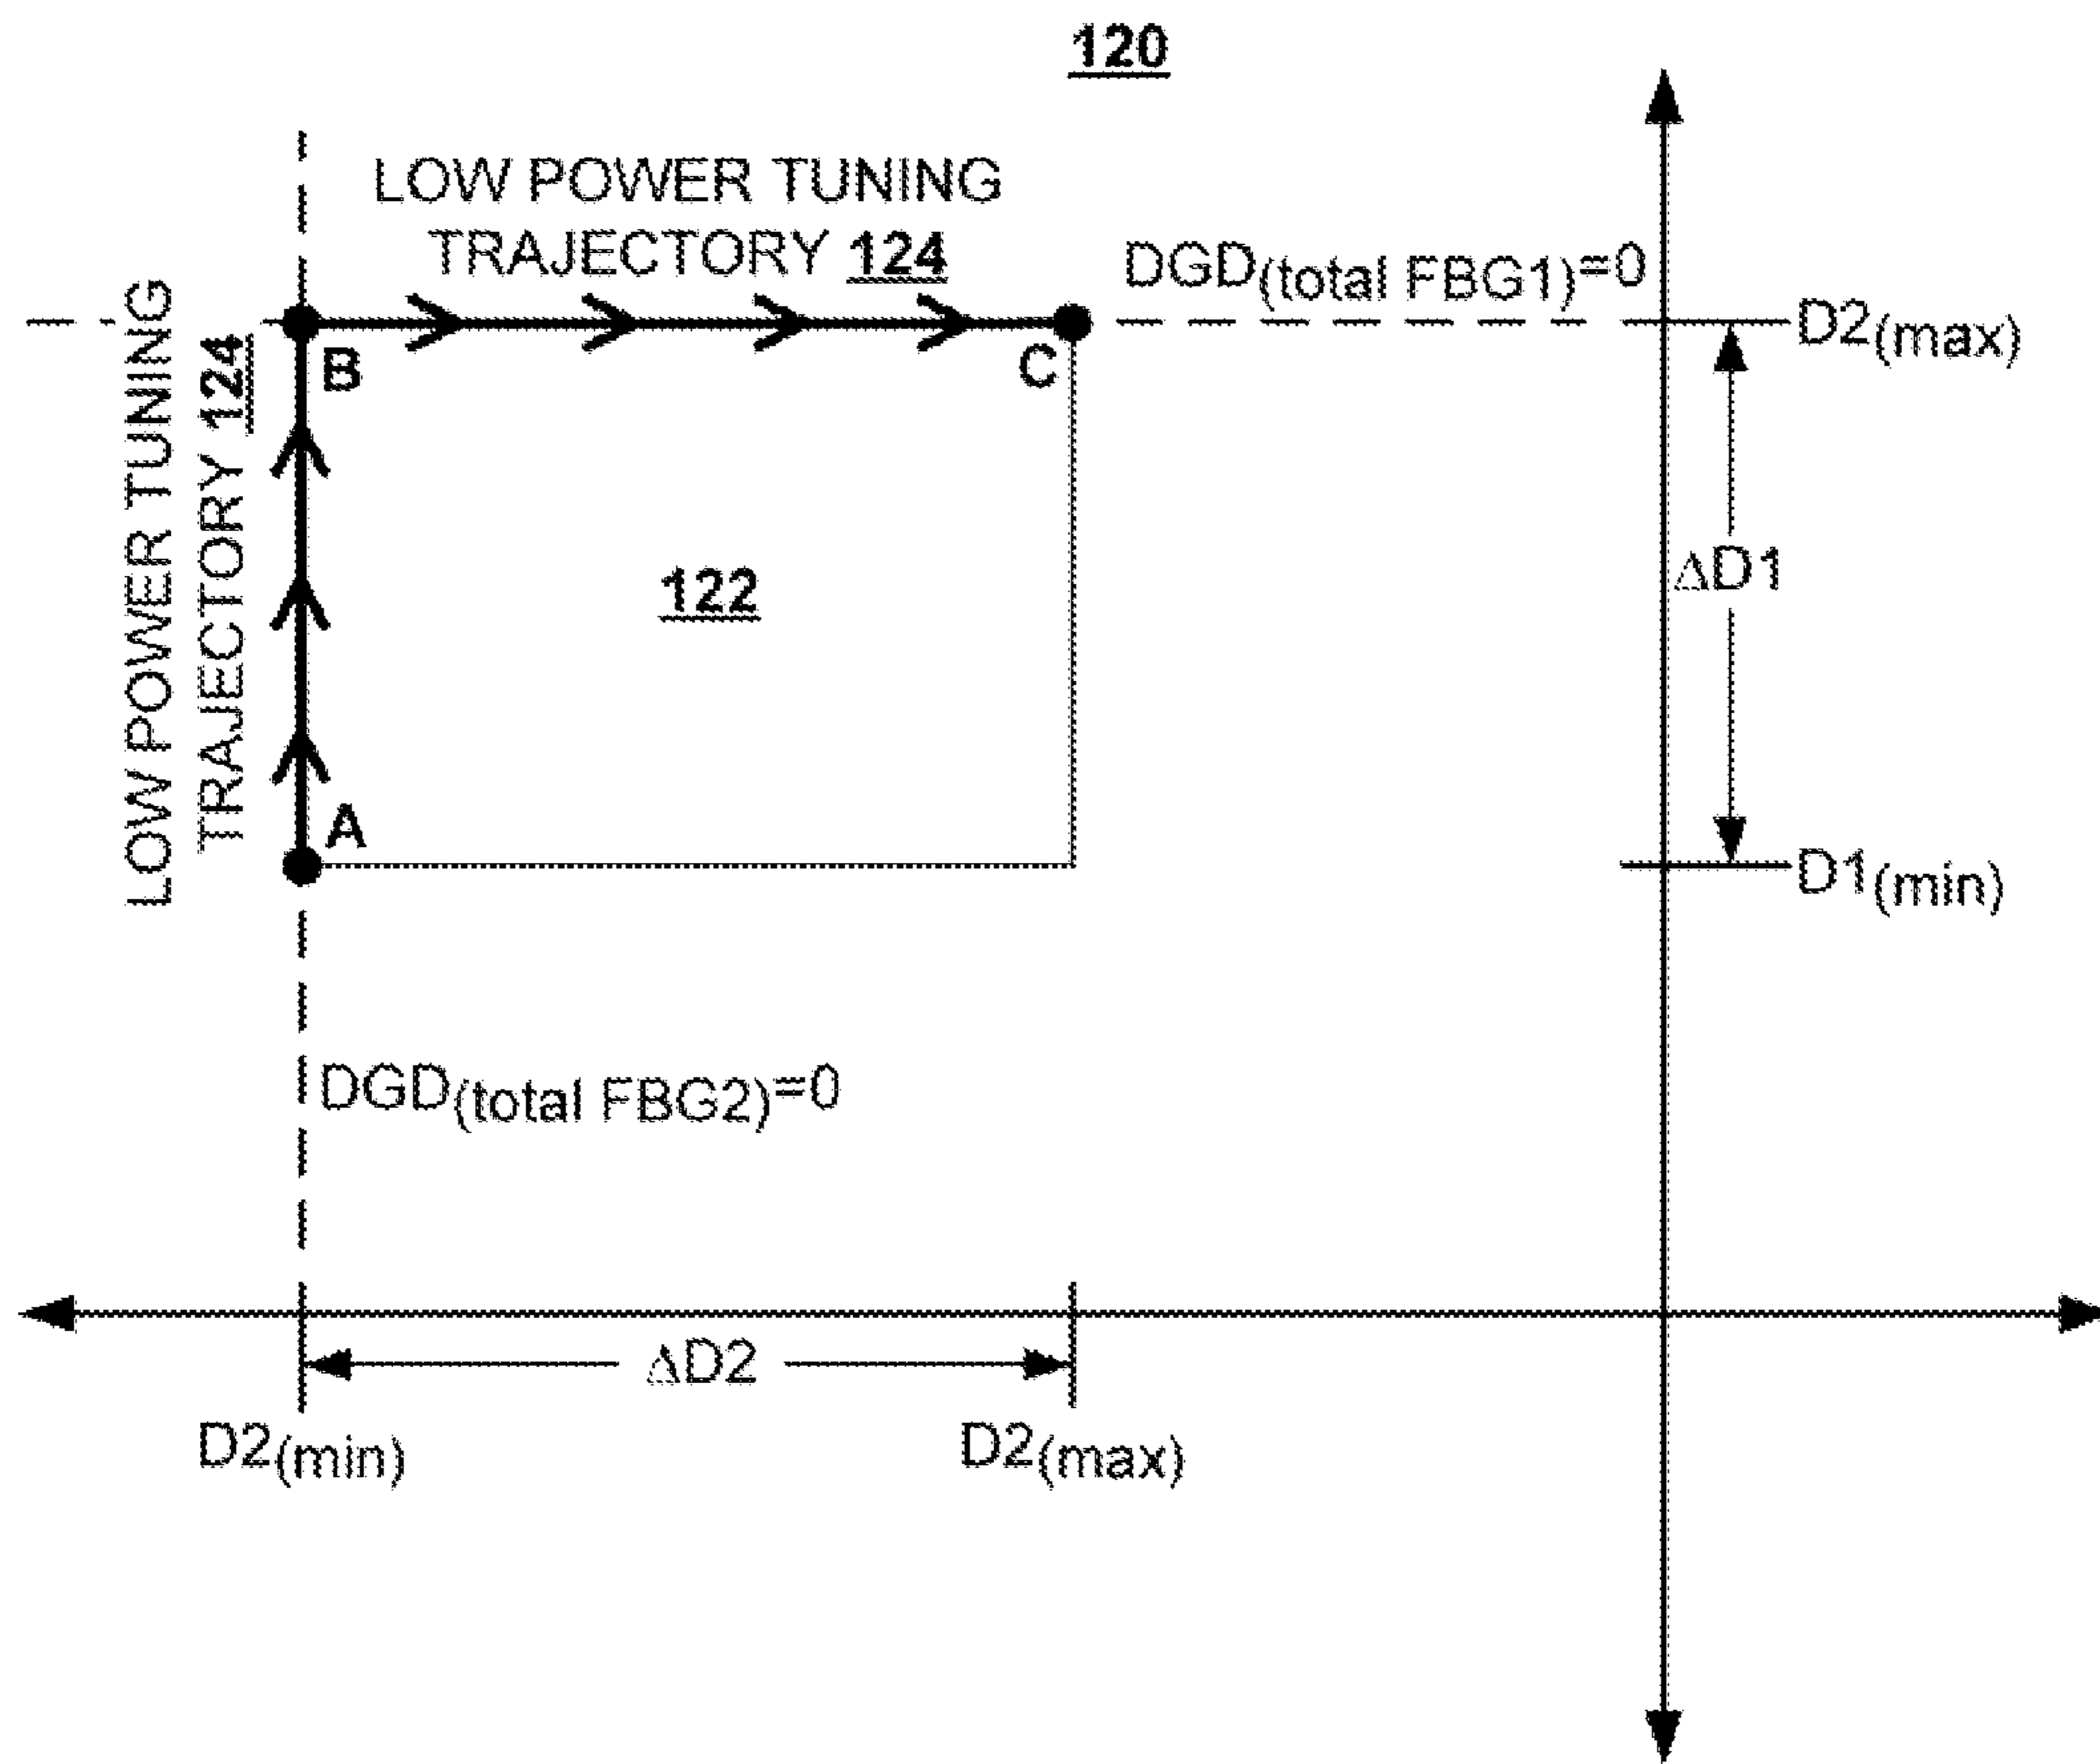 120
LOW POWER TUNING
TRAJECTORY 124
DGD(total FBG1)=0
D2(max)
LOW POWER TUNING
TRAJECTORY 124
B
C
ΔD1
122
A
D1(min)
DGD(total FBG2)=0
ΔD2
D2(min)
D2(max)